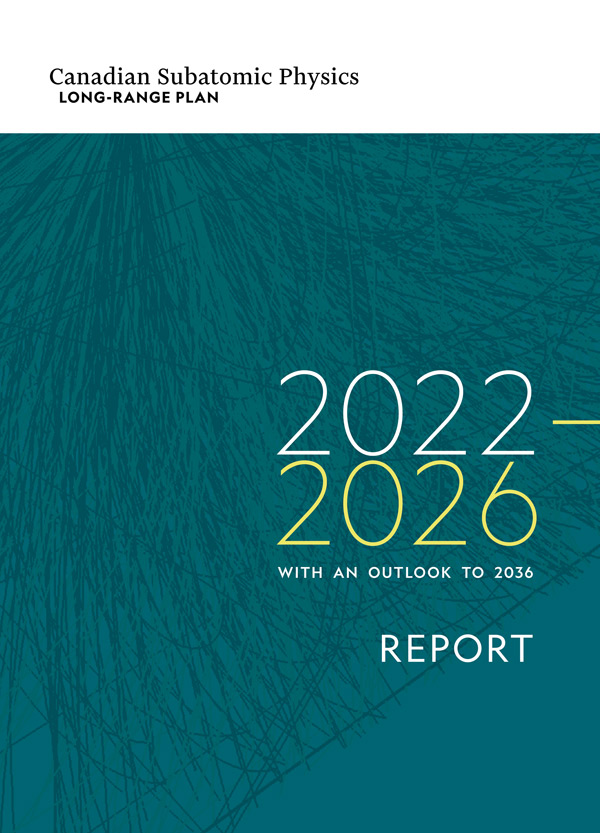 Canadian Subatomic Physics
LONG-RANGE PLAN
2022–
2026
WITH AN OUTLOOK TO 2036
REPORT